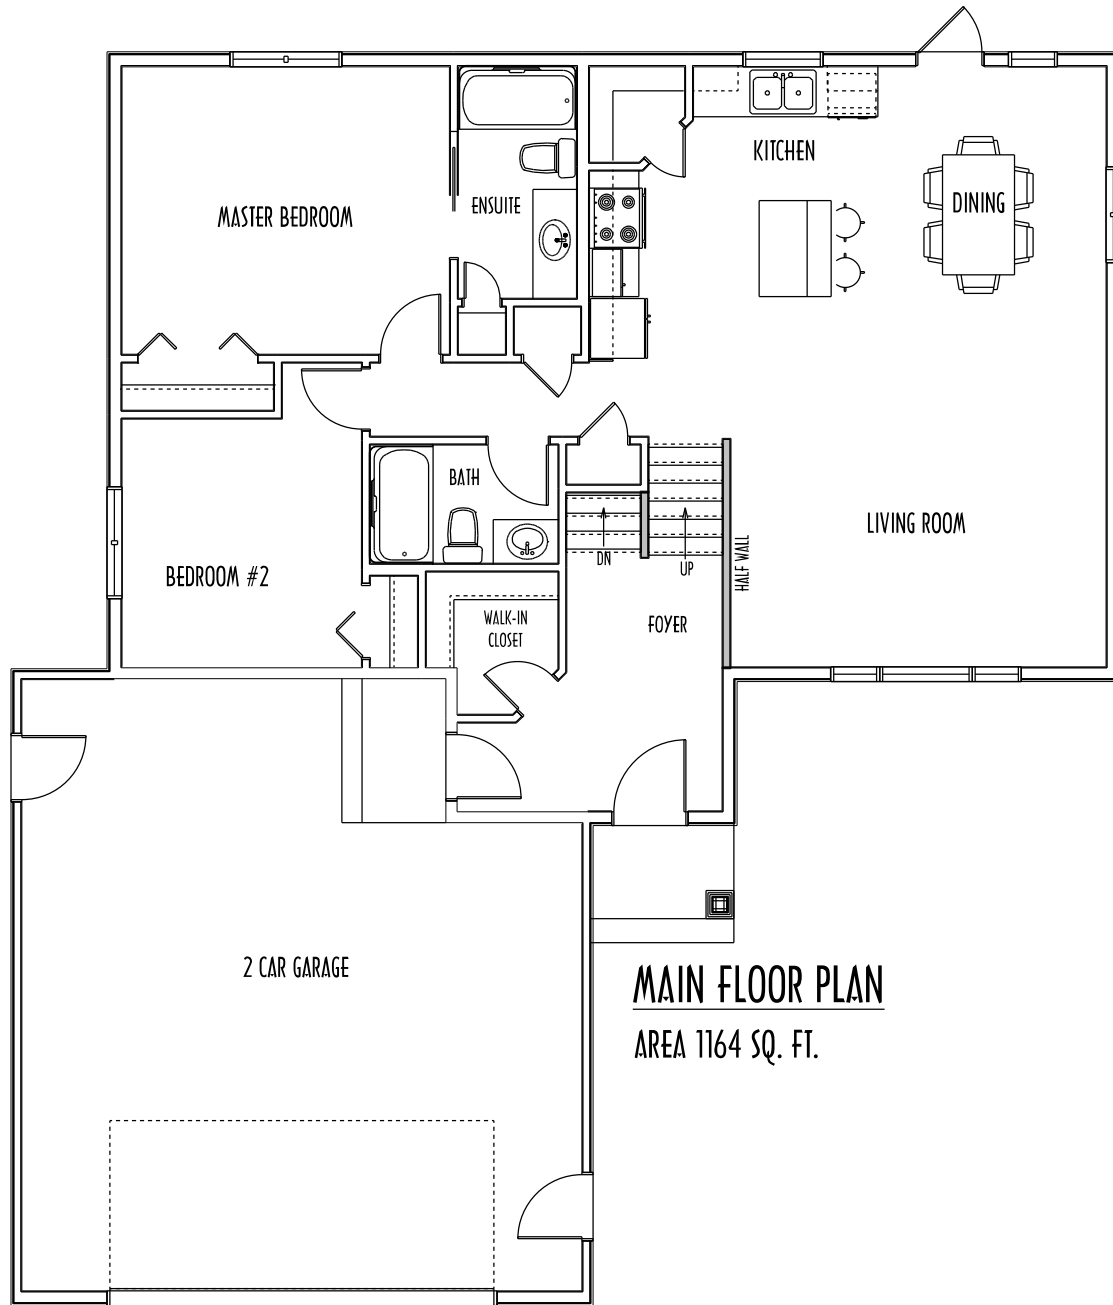 KITCHEN
MASTER BEDROOM
ENSUITE
DINING
BATH
LIVING ROOM
DN
UP
HALF WALL
BEDROOM #2
WALK-IN
CLOSET
FOYER
2 CAR GARAGE
MAIN FLOOR PLAN
AREA 1164 SQ. FT.